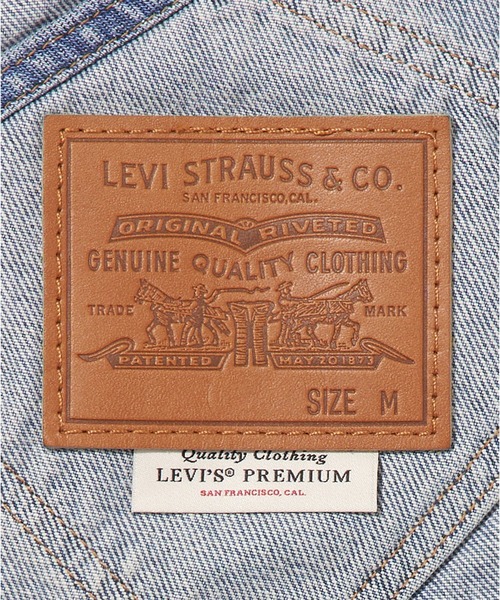 LEVI STRAUSS & CO.
SAN FRANCISCO, CAL.
ORIGINAL RIVETED
GENUINE QUALITY CLOTHING
TRADE MARK
PATENTED MAY 20 1873
SIZE M
Quality Clothing
LEVI'S® PREMIUM
SAN FRANCISCO, CAL.